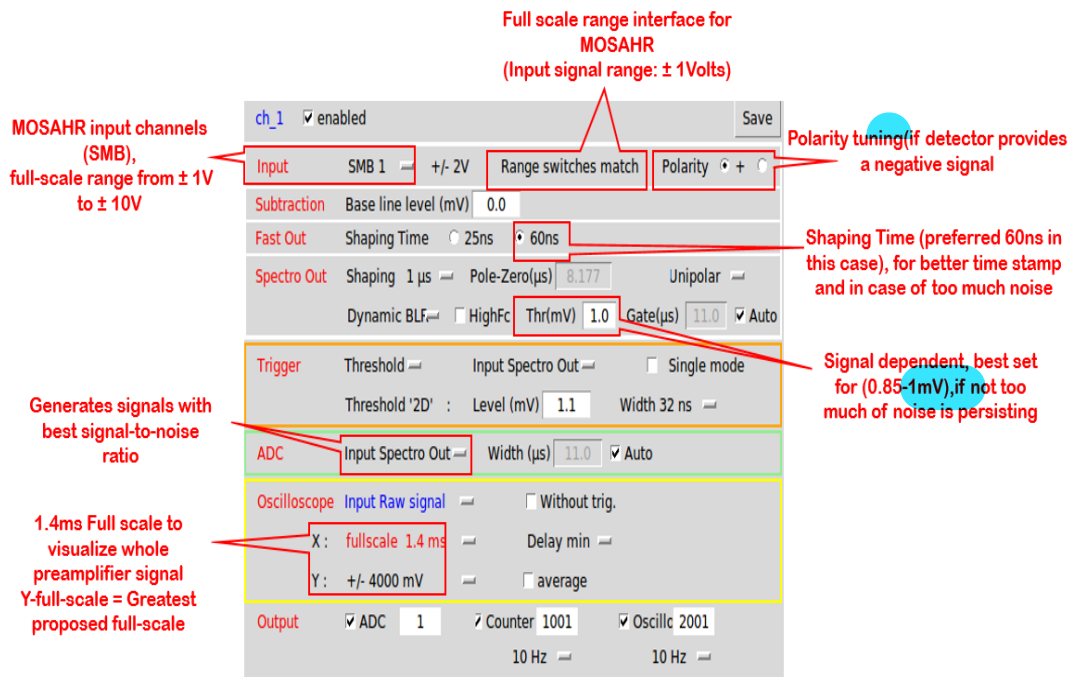 Full scale range interface for
MOSAHR
(Input signal range: ± 1Volts)
MOSAHR input channels
(SMB),
full-scale range from ± 1V
to ± 10V
ch_1 enabled Save
Input SMB 1 +/- 2V Range switches match Polarity +
Polarity tuning(if detector provides
a negative signal
Subtraction Base line level (mV) 0.0
Fast Out Shaping Time 25ns 60ns
Shaping Time (preferred 60ns in
this case), for better time stamp
and in case of too much noise
Spectro Out Shaping 1 µs Pole-Zero(µs) 8.177 Unipolar
Dynamic BLF HighFc Thr(mV) 1.0 Gate(µs) 11.0 Auto
Signal dependent, best set
for (0.85-1mV),if not too
much of noise is persisting
Trigger Threshold Input Spectro Out Single mode
Threshold '2D' : Level (mV) 1.1 Width 32 ns
Generates signals with
best signal-to-noise
ratio
ADC Input Spectro Out Width (µs) 11.0 Auto
Oscilloscope Input Raw signal Without trig.
X : fullscale 1.4 ms Delay min
Y : +/- 4000 mV average
1.4ms Full scale to
visualize whole
preamplifier signal
Y-full-scale = Greatest
proposed full-scale
Output ADC 1 Counter 1001 Oscillo 2001
10 Hz 10 Hz